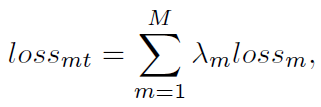 loss_{mt} = \sum_{m=1}^{M} \lambda_m loss_m,